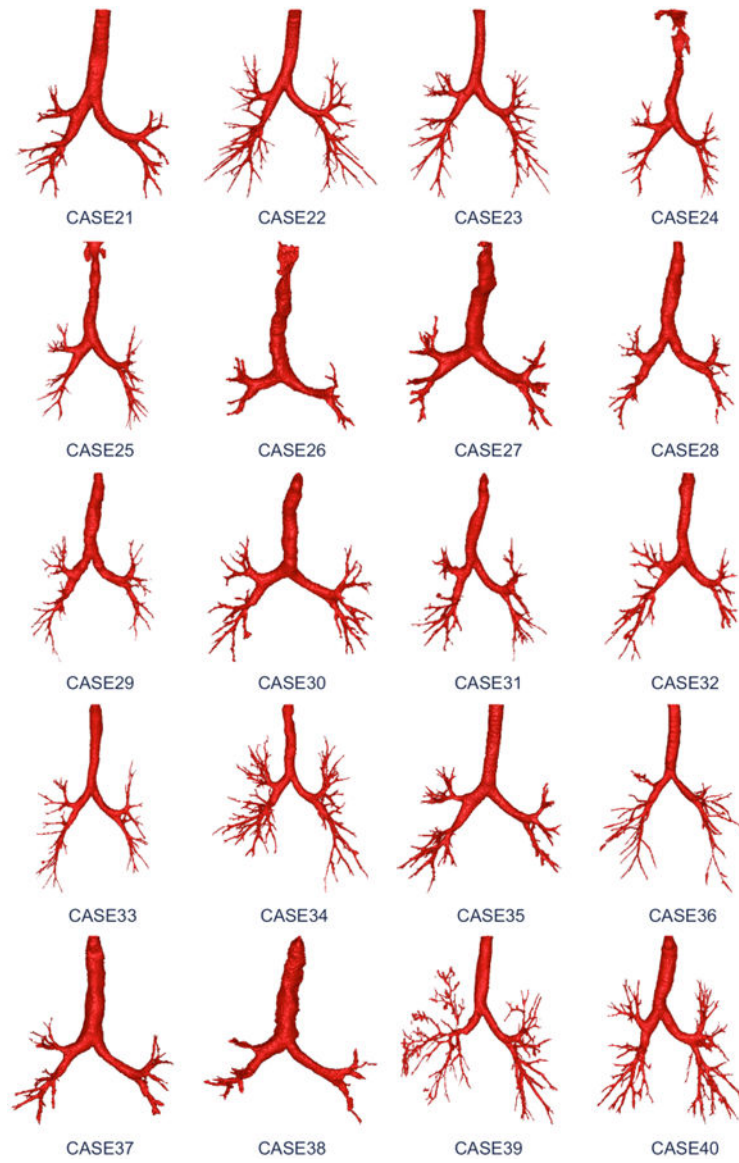 CASE21 CASE22 CASE23 CASE24
CASE25 CASE26 CASE27 CASE28
CASE29 CASE30 CASE31 CASE32
CASE33 CASE34 CASE35 CASE36
CASE37 CASE38 CASE39 CASE40